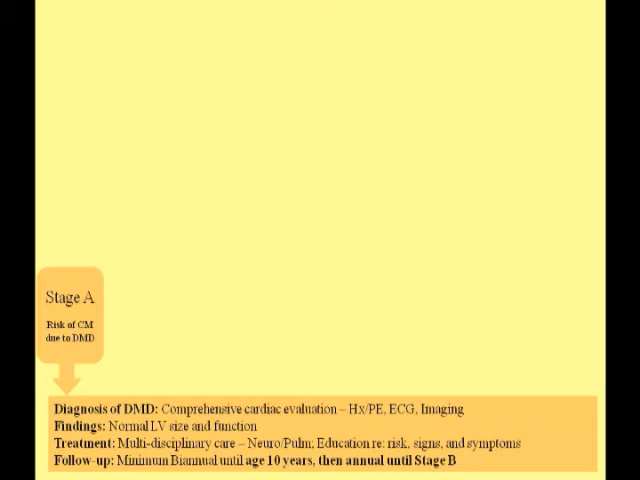 Stage A
Risk of CM
due to DMD
Diagnosis of DMD: Comprehensive cardiac evaluation – Hx/PE, ECG, Imaging
Findings: Normal LV size and function
Treatment: Multi-disciplinary care – Neuro/Pulm; Education re: risk, signs, and symptoms
Follow-up: Minimum Biannual until age 10 years, then annual until Stage B